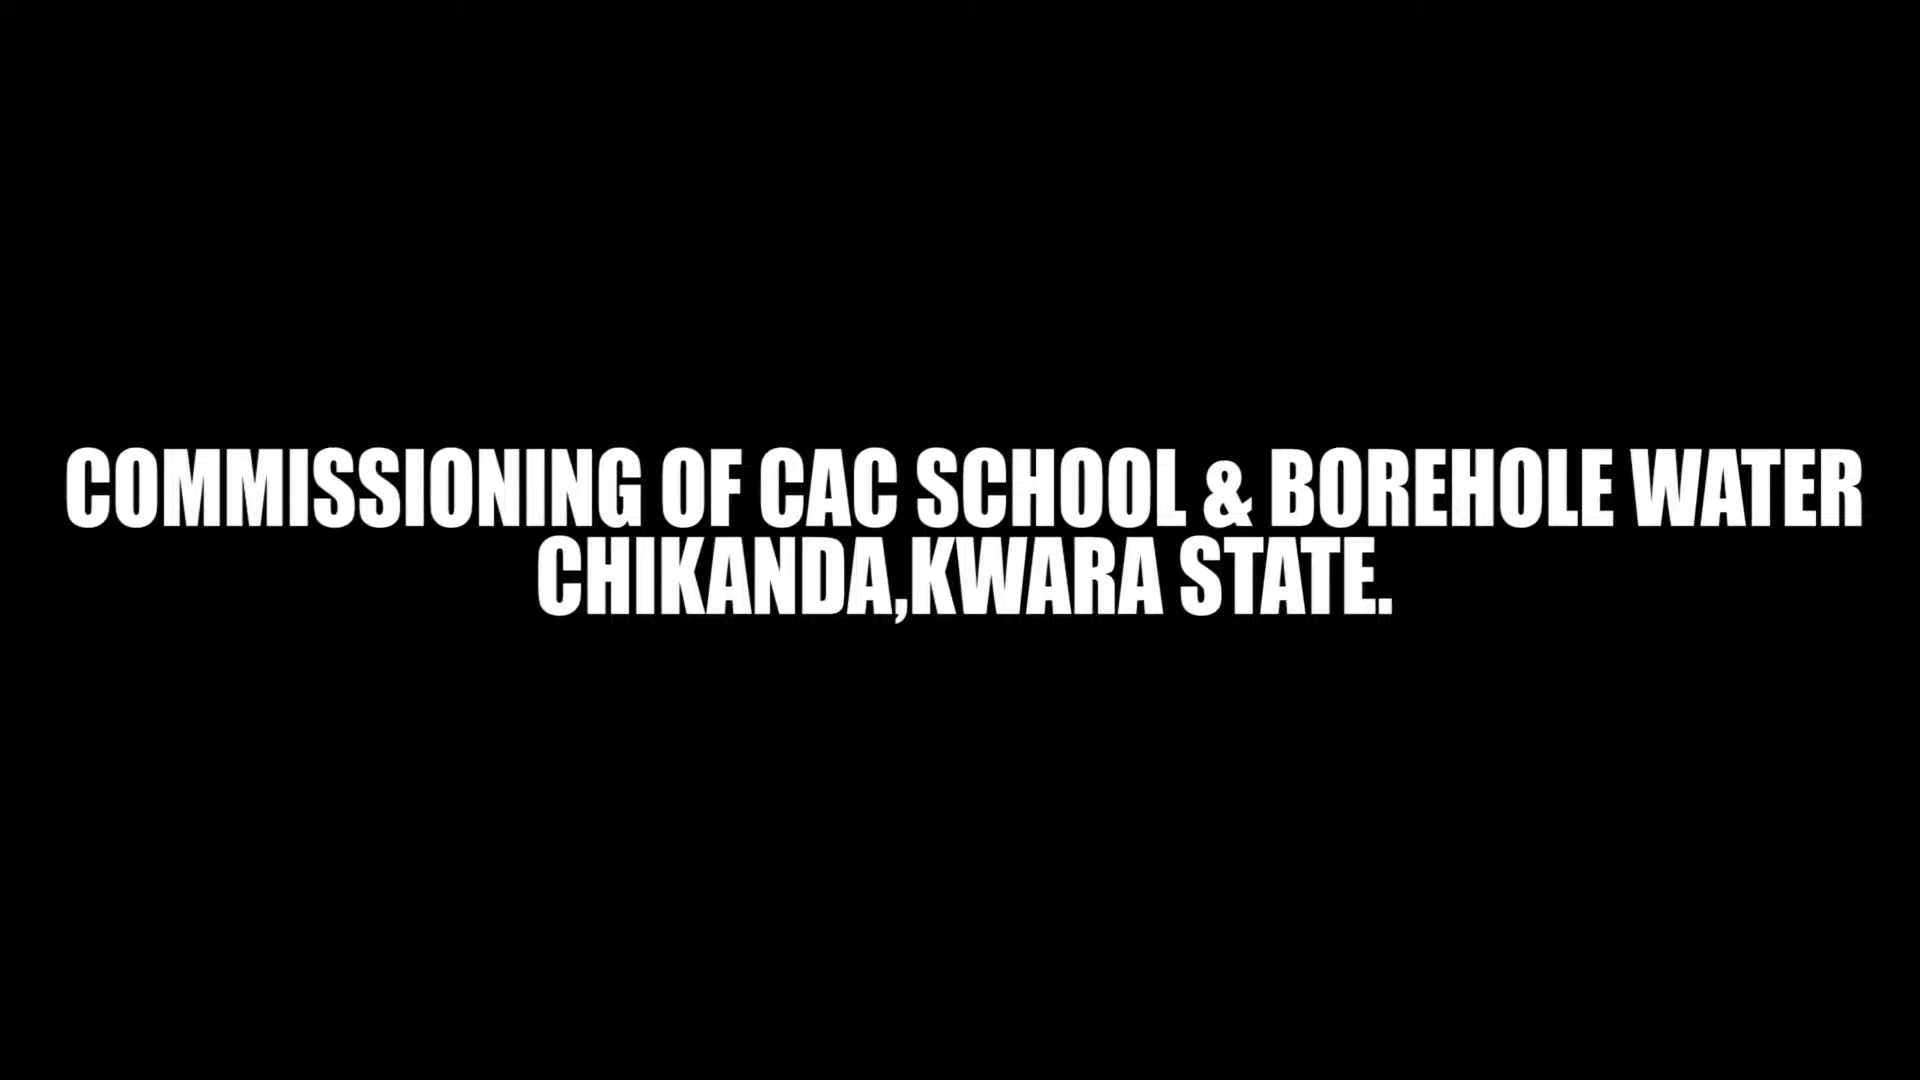 COMMISSIONING OF CAC SCHOOL & BOREHOLE WATER
CHIKANDA,KWARA STATE.